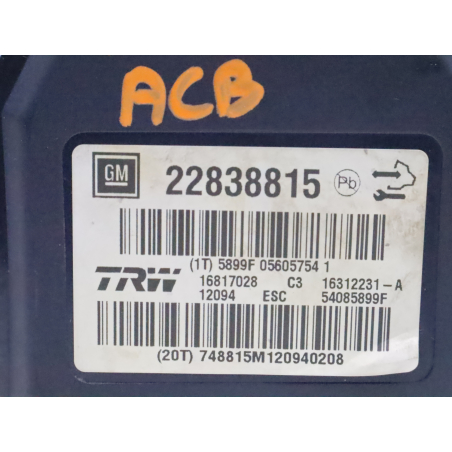 ACB
GM 22838815 Pb
(1T) 5899F 05605754 1
TRW 16817028 C3 16312231-A
12094 ESC 54085899F
(20T) 748815M120940208